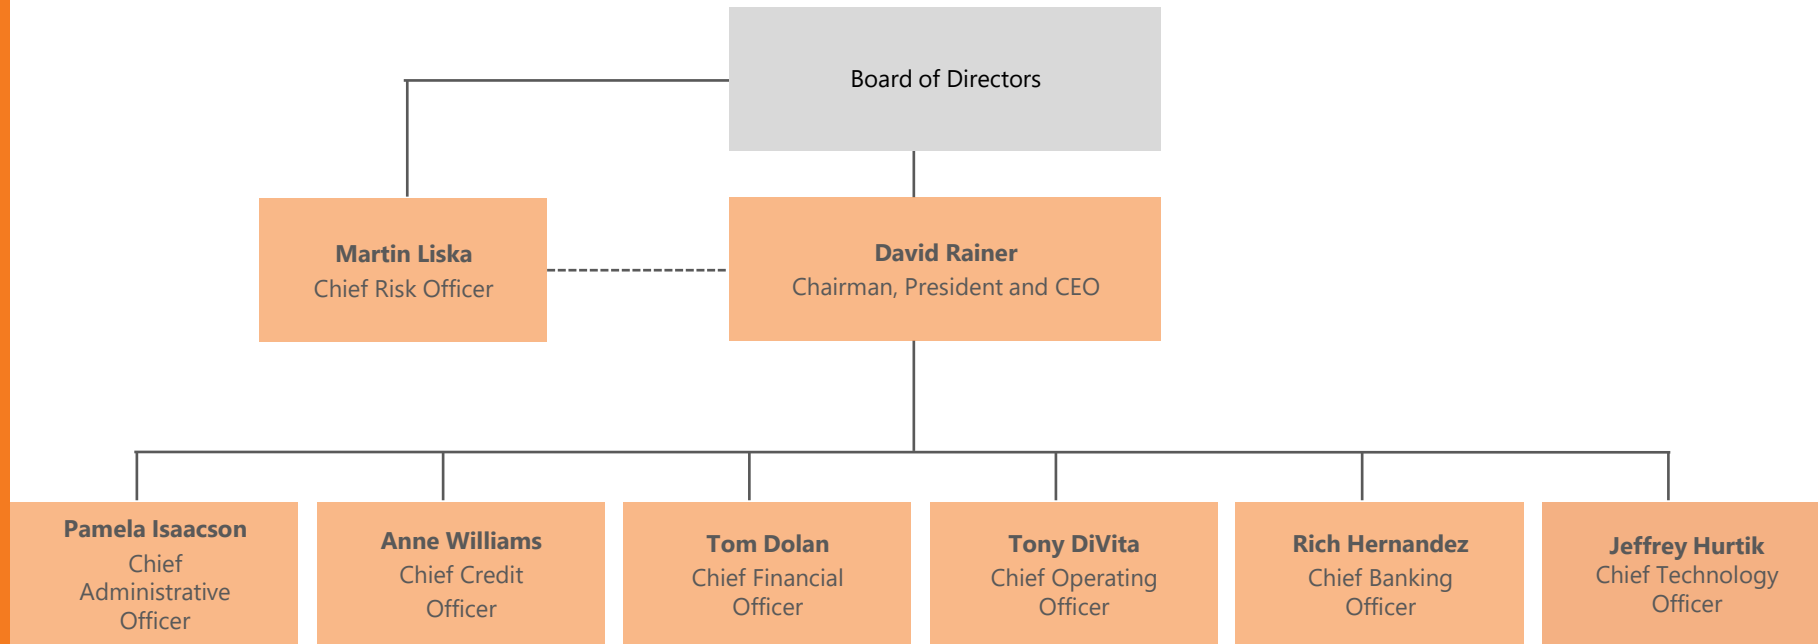 Board of Directors
Martin Liska
Chief Risk Officer
David Rainer
Chairman, President and CEO
Pamela Isaacson
Chief
Administrative
Officer
Anne Williams
Chief Credit
Officer
Tom Dolan
Chief Financial
Officer
Tony DiVita
Chief Operating
Officer
Rich Hernandez
Chief Banking
Officer
Jeffrey Hurtik
Chief Technology
Officer